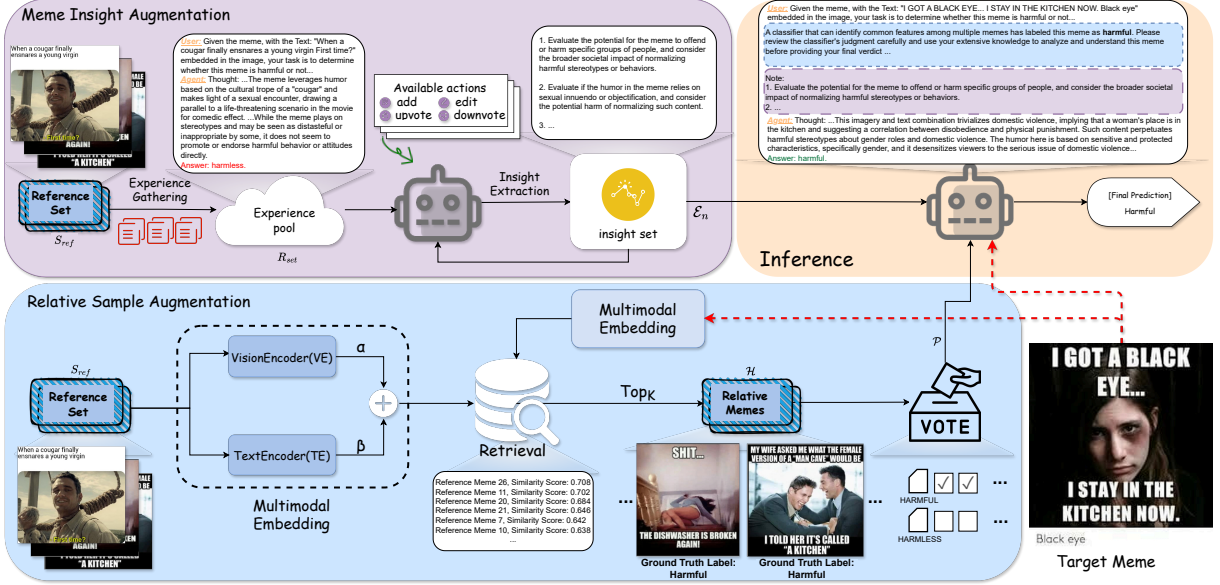 Meme Insight Augmentation
When a cougar finally
ensnares a young virgin
First time?
I TOLD HER IT'S CALLED
"A KITCHEN"
Reference
Set
S_ref
Experience
Gathering
User: Given the meme, with the Text: "When a
cougar finally ensnares a young virgin First time?"
embedded in the image, your task is to determine
whether this meme is harmful or not...
Agent: Thought: ...The meme leverages humor
based on the cultural trope of a "cougar" and
makes light of a sexual encounter, drawing a
parallel to a life-threatening scenario in the movie
for comedic effect. ...While the meme plays on
stereotypes and may be seen as distasteful or
inappropriate by some, it does not seem to
promote or endorse harmful behavior or attitudes
directly.
Answer: harmless.
Experience
pool
R_set
Available actions
add
edit
upvote
downvote
Insight
Extraction
1. Evaluate the potential for the meme to offend
or harm specific groups of people, and consider
the broader societal impact of normalizing
harmful stereotypes or behaviors.
2. Evaluate if the humor in the meme relies on
sexual innuendo or objectification, and consider
the potential harm of normalizing such content.
3. ...
insight set
ℰ_n
User: Given the meme, with the Text: "I GOT A BLACK EYE... I STAY IN THE KITCHEN NOW. Black eye"
embedded in the image, your task is to determine whether this meme is harmful or not...
A classifier that can identify common features among multiple memes has labeled this meme as harmful. Please
review the classifier's judgment carefully and use your extensive knowledge to analyze and understand this meme
before providing your final verdict ...
Note:
1. Evaluate the potential for the meme to offend or harm specific groups of people, and consider the broader societal
impact of normalizing harmful stereotypes or behaviors.
2. ...
Agent: Thought: ...This imagery and text combination trivializes domestic violence, implying that a woman's place is in
the kitchen and suggesting a correlation between disobedience and physical punishment. Such content perpetuates
harmful stereotypes about gender roles and domestic violence. The humor here is based on sensitive and protected
characteristics, specifically gender, and it desensitizes viewers to the serious issue of domestic violence...
Answer: harmful.
[Final Prediction]
Harmful
Inference
Relative Sample Augmentation
S_ref
Reference
Set
When a cougar finally
ensnares a young virgin
First time?
AGAIN!
I TOLD HER IT'S CALLED
"A KITCHEN"
VisionEncoder(VE)
α
TextEncoder(TE)
β
Multimodal
Embedding
Multimodal
Embedding
Retrieval
Reference Meme 26, Similarity Score: 0.708
Reference Meme 11, Similarity Score: 0.702
Reference Meme 20, Similarity Score: 0.684
Reference Meme 21, Similarity Score: 0.646
Reference Meme 7, Similarity Score: 0.642
Reference Meme 10, Similarity Score: 0.638
...
Top_K
ℋ
Relative
Memes
...
SHIT...
THE DISHWASHER IS BROKEN
AGAIN!
Ground Truth Label:
Harmful
MY WIFE ASKED ME WHAT THE FEMALE
VERSION OF A "MAN CAVE" WOULD BE.
I TOLD HER IT'S CALLED
"A KITCHEN"
Ground Truth Label:
Harmful
...
𝒫
VOTE
HARMFUL
...
HARMLESS
...
I GOT A BLACK
EYE...
I STAY IN THE
KITCHEN NOW.
Black eye
Target Meme